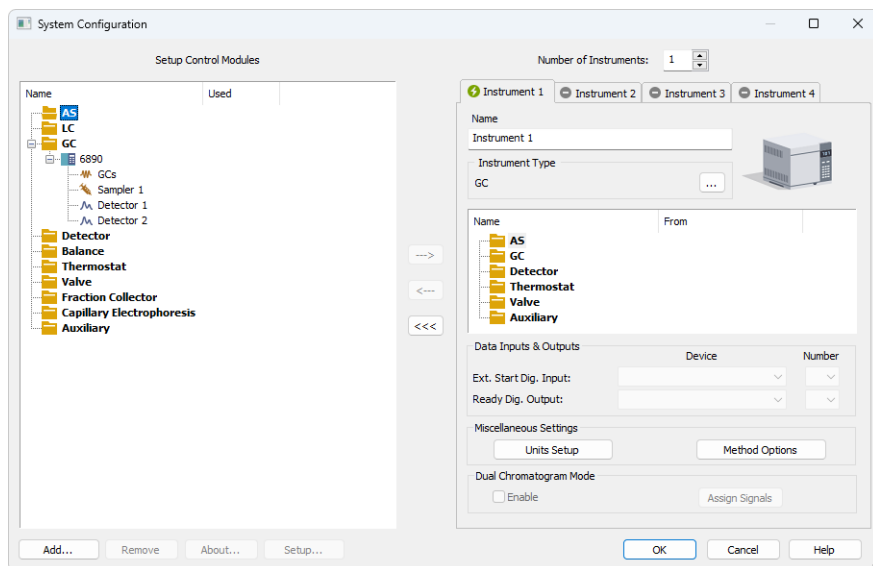 System Configuration
Setup Control Modules
Number of Instruments: 1
Name Used
AS
LC
GC
6890
GCs
Sampler 1
Detector 1
Detector 2
Detector
Balance
Thermostat
Valve
Fraction Collector
Capillary Electrophoresis
Auxiliary
--->
<---
<<<
Instrument 1 Instrument 2 Instrument 3 Instrument 4
Name
Instrument 1
Instrument Type
GC ...
Name From
AS
GC
Detector
Thermostat
Valve
Auxiliary
Data Inputs & Outputs
Device Number
Ext. Start Dig. Input:
Ready Dig. Output:
Miscellaneous Settings
Units Setup Method Options
Dual Chromatogram Mode
Enable Assign Signals
Add... Remove About... Setup... OK Cancel Help